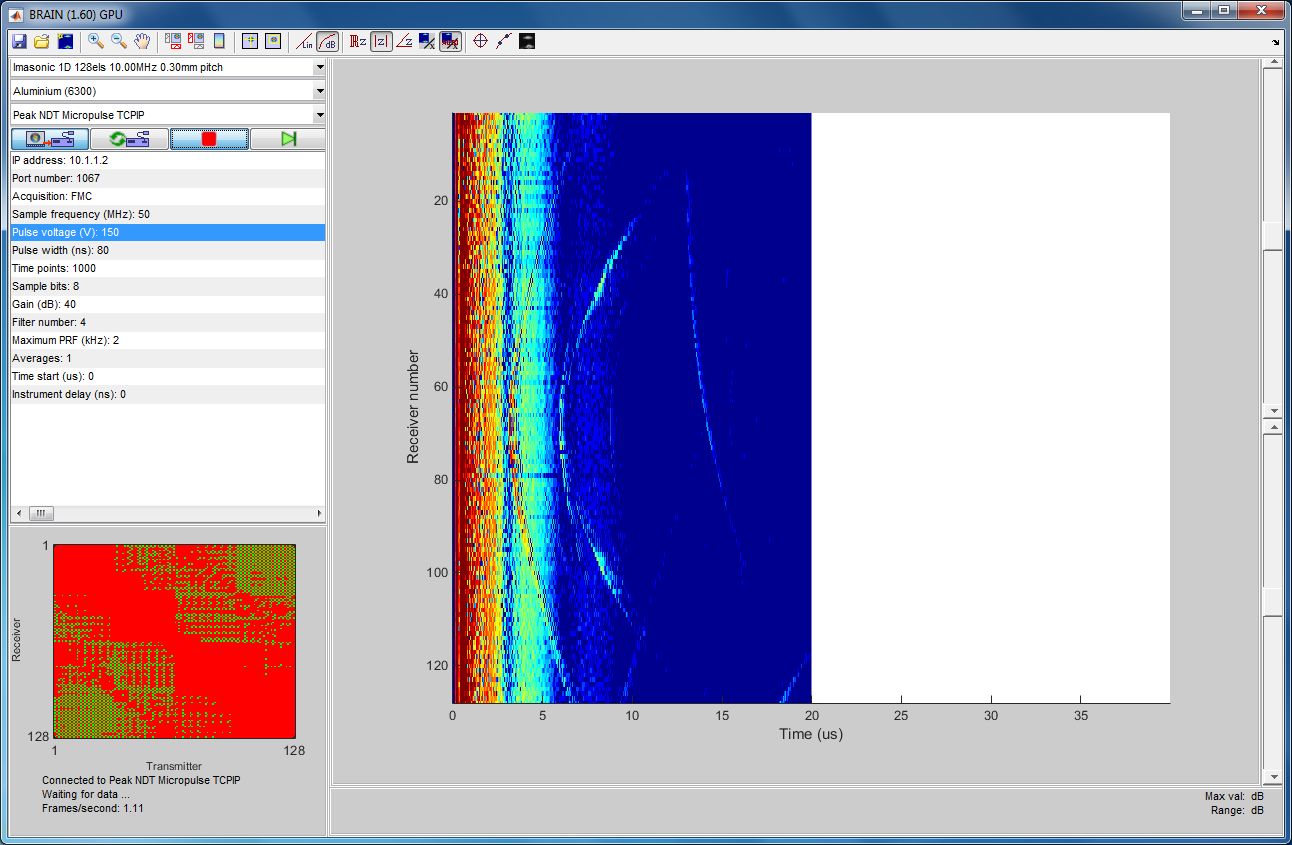 BRAIN (1.60) GPU
Lin
dB
Rz
|z|
∠z
Imasonic 1D 128els 10.00MHz 0.30mm pitch
Aluminium (6300)
Peak NDT Micropulse TCPIP
IP address: 10.1.1.2
Port number: 1067
Acquisition: FMC
Sample frequency (MHz): 50
Pulse voltage (V): 150
Pulse width (ns): 80
Time points: 1000
Sample bits: 8
Gain (dB): 40
Filter number: 4
Maximum PRF (kHz): 2
Averages: 1
Time start (us): 0
Instrument delay (ns): 0
1
Receiver
128
1
128
Transmitter
Connected to Peak NDT Micropulse TCPIP
Waiting for data ...
Frames/second: 1.11
20
40
60
80
100
120
Receiver number
0
5
10
15
20
25
30
35
Time (us)
Max val: dB
Range: dB